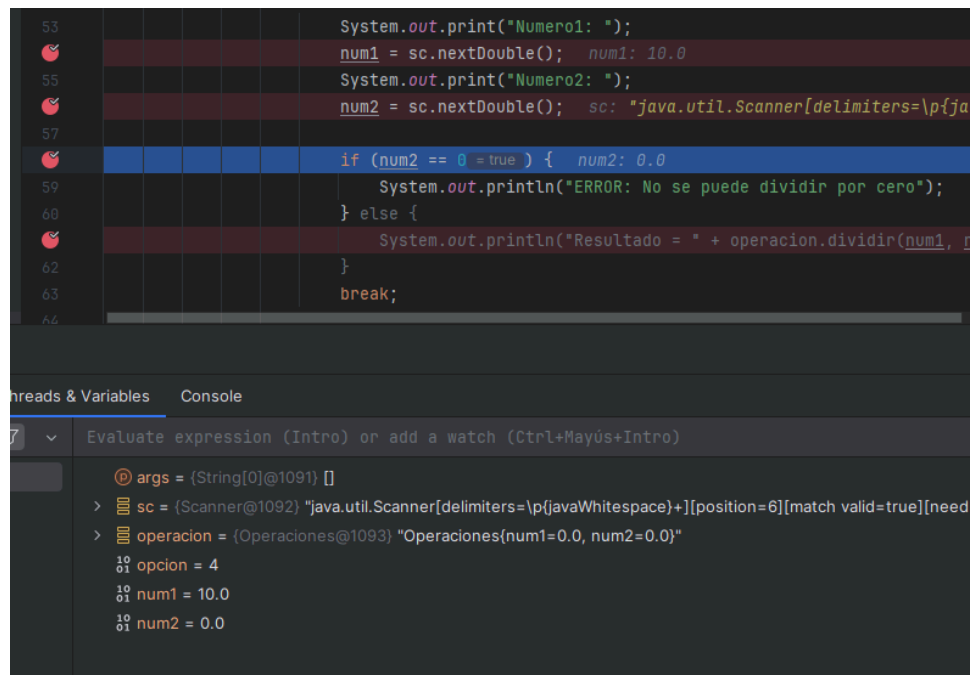 53 System.out.print("Numero1: ");
num1 = sc.nextDouble(); num1: 10.0
55 System.out.print("Numero2: ");
num2 = sc.nextDouble(); sc: "java.util.Scanner[delimiters=\p{ja
57
if (num2 == 0 = true ) { num2: 0.0
59 System.out.println("ERROR: No se puede dividir por cero");
60 } else {
System.out.println("Resultado = " + operacion.dividir(num1, n
62 }
63 break;
64
hreads & Variables Console
Evaluate expression (Intro) or add a watch (Ctrl+Mayús+Intro)
args = {String[0]@1091} []
sc = {Scanner@1092} "java.util.Scanner[delimiters=\p{javaWhitespace}+][position=6][match valid=true][need
operacion = {Operaciones@1093} "Operaciones{num1=0.0, num2=0.0}"
opcion = 4
num1 = 10.0
num2 = 0.0